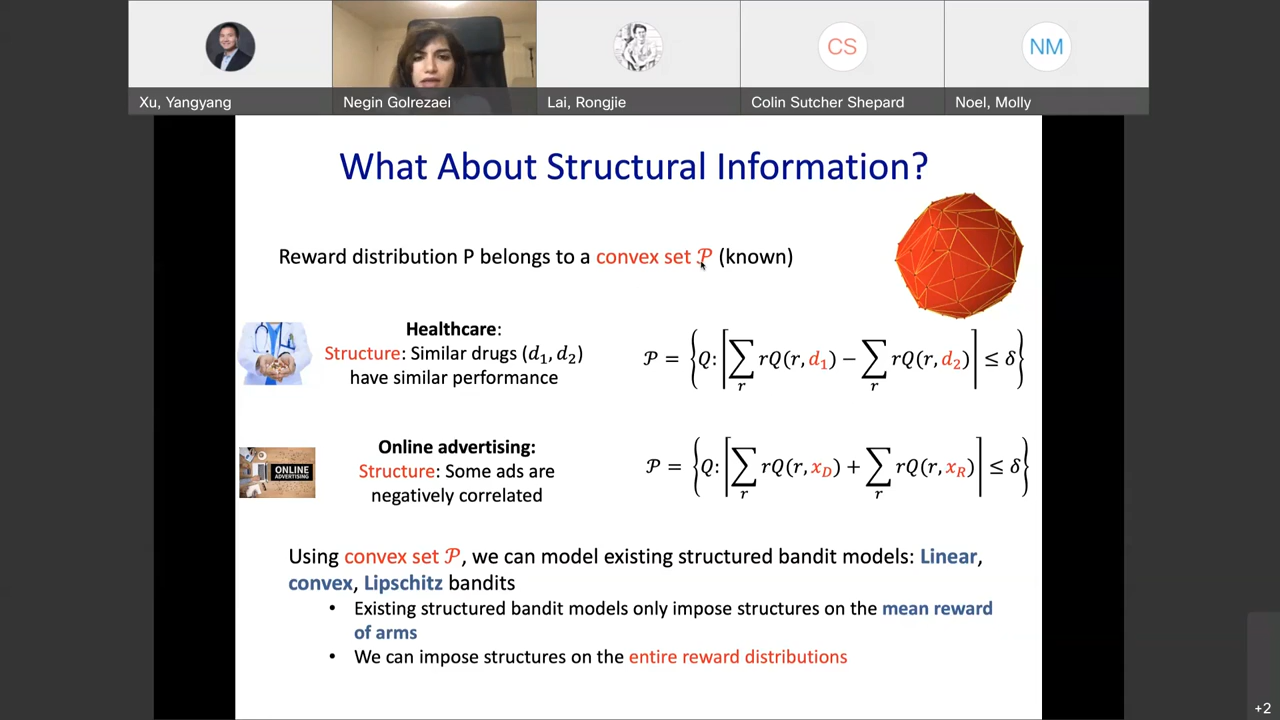 Xu, Yangyang
Negin Golrezaei
Lai, Rongjie
CS
Colin Sutcher Shepard
NM
Noel, Molly
What About Structural Information?
Reward distribution P belongs to a convex set 𝒫 (known)
Healthcare:
Structure: Similar drugs (d₁, d₂)
have similar performance
𝒫 = {Q: |∑_r rQ(r, d₁) − ∑_r rQ(r, d₂)| ≤ δ}
Online advertising:
Structure: Some ads are
negatively correlated
ONLINE
ADVERTISING
𝒫 = {Q: |∑_r rQ(r, x_D) + ∑_r rQ(r, x_R)| ≤ δ}
Using convex set 𝒫, we can model existing structured bandit models: Linear,
convex, Lipschitz bandits
• Existing structured bandit models only impose structures on the mean reward
of arms
• We can impose structures on the entire reward distributions
+2